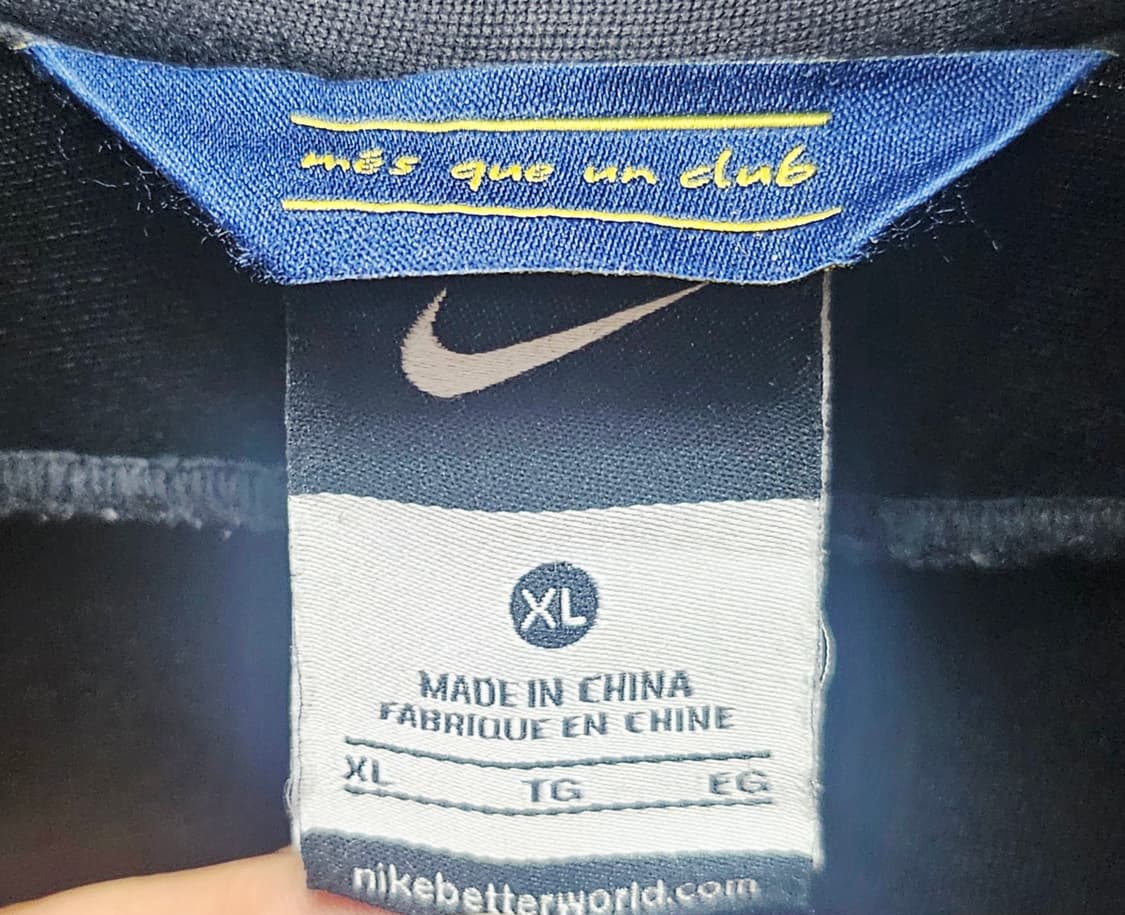 més que un club
XL
MADE IN CHINA
FABRIQUE EN CHINE
XL TG EG
nikebetterworld.com